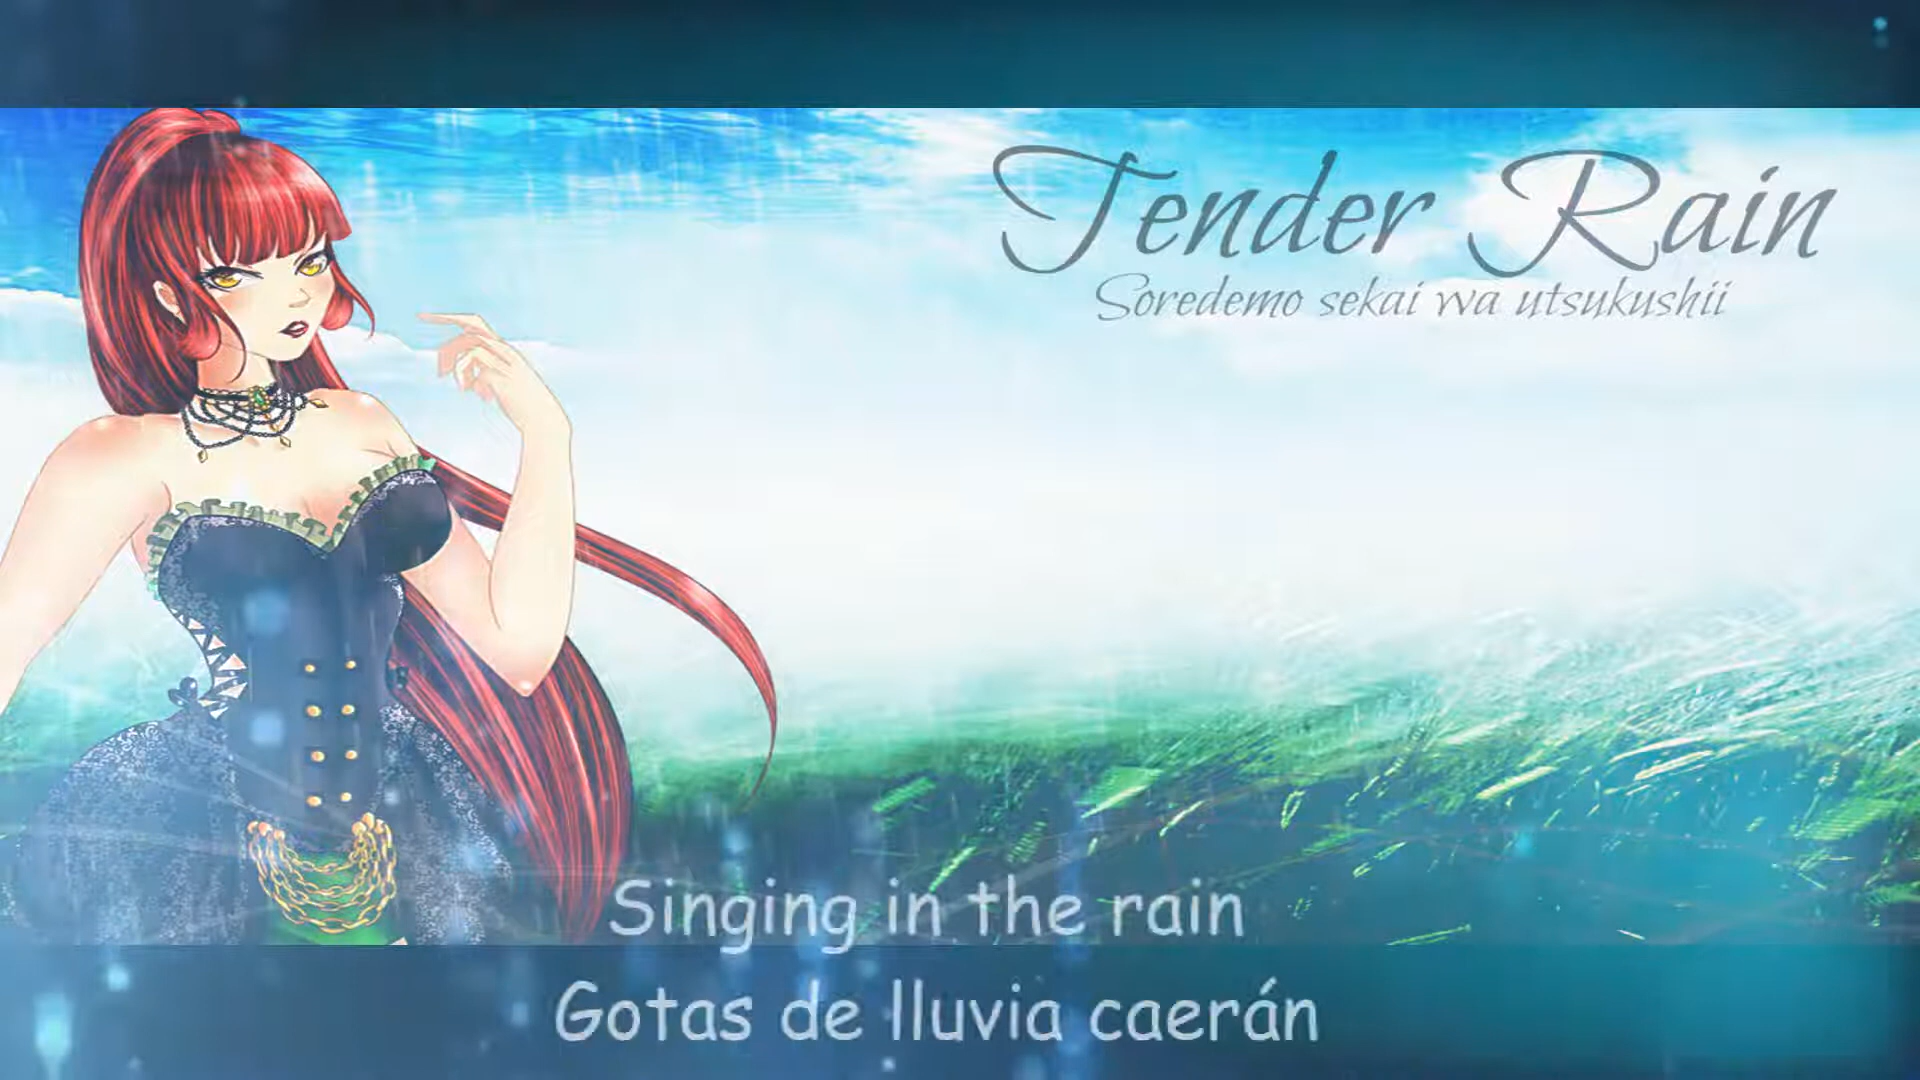 Tender Rain
Soredemo sekai wa utsukushii
Singing in the rain
Gotas de lluvia caerán